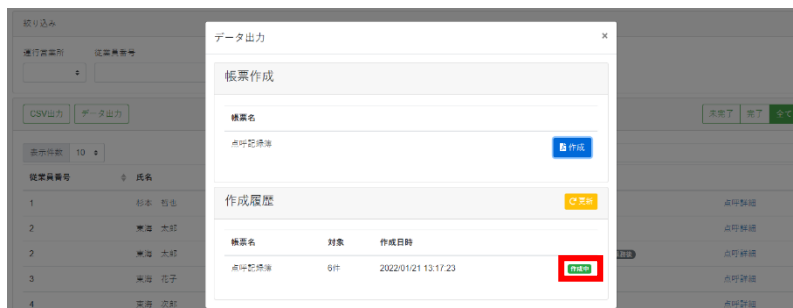 絞り込み
運行営業所 従業員番号
CSV出力 データ出力
未完了 完了 全て
表示件数 10
従業員番号 氏名
1 杉本 哲也 点呼詳細
2 東海 太郎 点呼詳細
2 東海 太郎 点呼詳細
3 東海 花子 点呼詳細
4 東海 次郎 点呼詳細
データ出力 ×
帳票作成
帳票名
点呼記録簿 作成
作成履歴 更新
帳票名 対象 作成日時
点呼記録簿 6件 2022/01/21 13:17:23 作成中